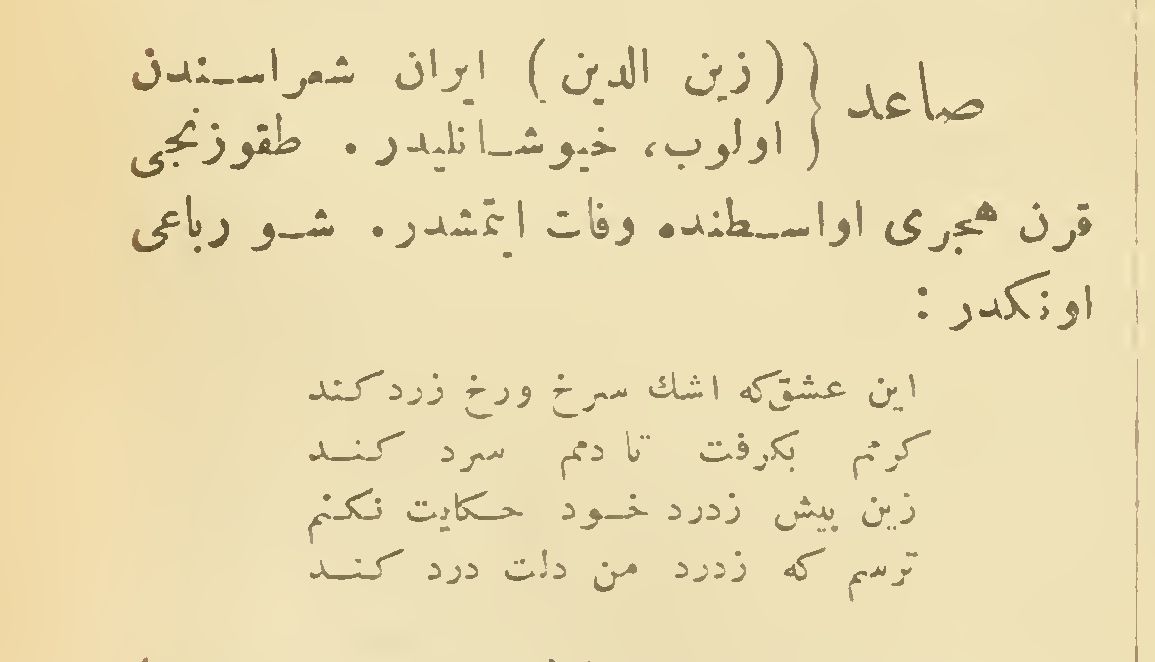 صاعد { (زين الدين) ايران شعراسندن
اولوب، خيوشانليدر. طقوزنجى
قرن هجرى اواسطنده وفات ايتمشدر. شو رباعى
اونكدر :
اين عشق كه اشك سرخ ورخ زرد كند
كرمم بكرفت تا دمم سرد كند
زين بيش زدرد خود حكايت نكنم
ترسم كه زدرد من دلت درد كند